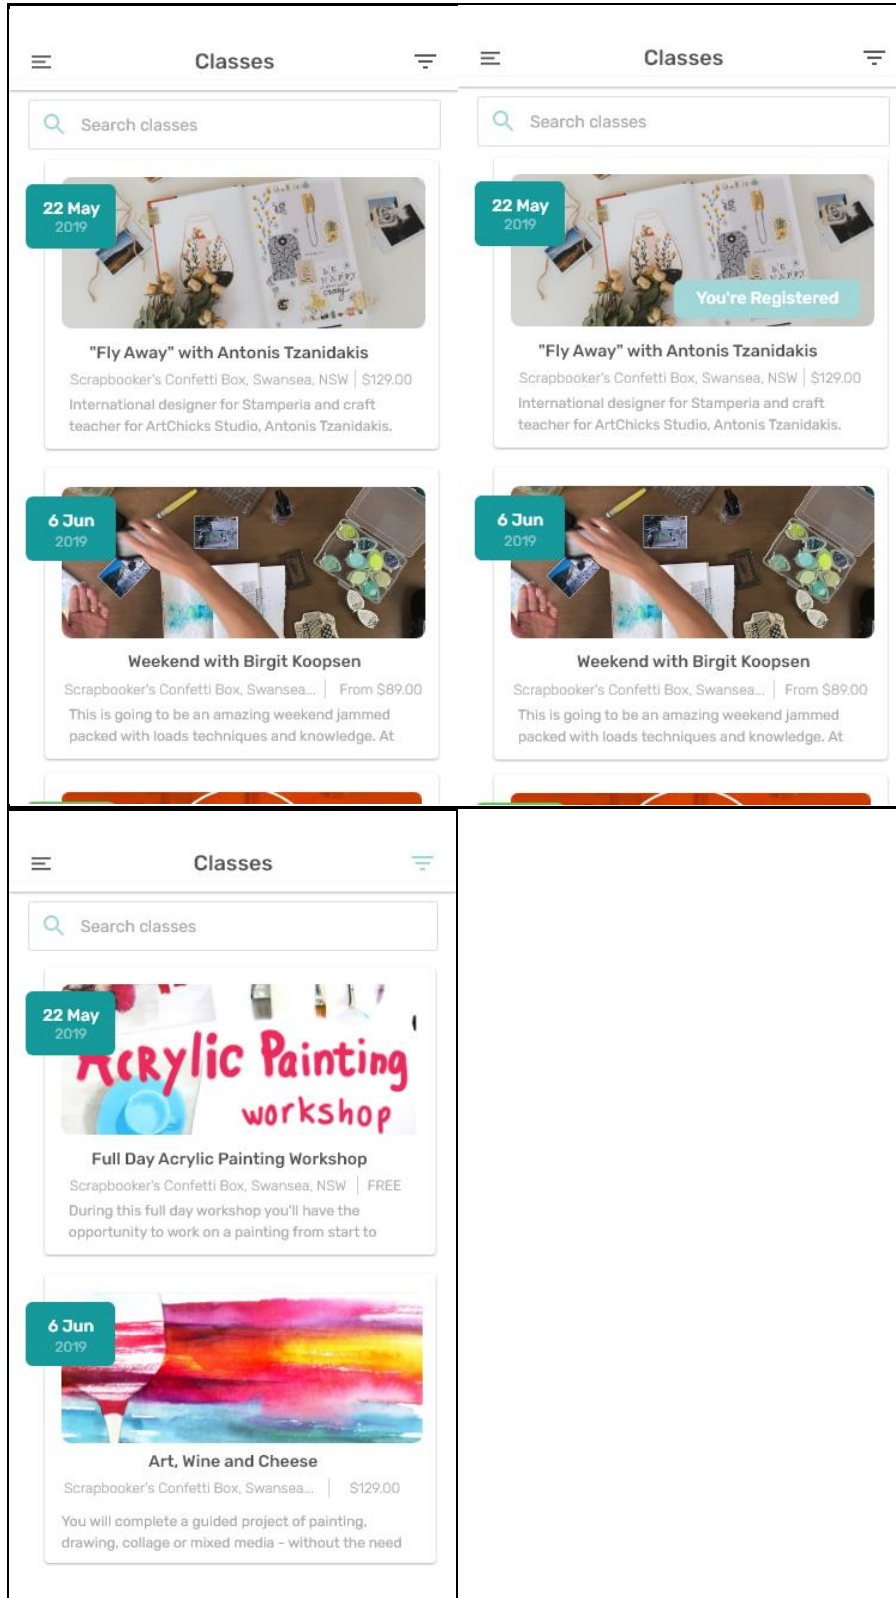 Classes
Search classes
22 May
2019
BE
HAPPY
"Fly Away" with Antonis Tzanidakis
Scrapbooker's Confetti Box, Swansea, NSW | $129.00
International designer for Stamperia and craft
teacher for ArtChicks Studio, Antonis Tzanidakis.
6 Jun
2019
Weekend with Birgit Koopsen
Scrapbooker's Confetti Box, Swansea... | From $89.00
This is going to be an amazing weekend jammed
packed with loads techniques and knowledge. At
Classes
Search classes
22 May
2019
BE
HAPPY
You're Registered
"Fly Away" with Antonis Tzanidakis
Scrapbooker's Confetti Box, Swansea, NSW | $129.00
International designer for Stamperia and craft
teacher for ArtChicks Studio, Antonis Tzanidakis.
6 Jun
2019
Weekend with Birgit Koopsen
Scrapbooker's Confetti Box, Swansea... | From $89.00
This is going to be an amazing weekend jammed
packed with loads techniques and knowledge. At
Classes
Search classes
22 May
2019
Acrylic Painting
workshop
Full Day Acrylic Painting Workshop
Scrapbooker's Confetti Box, Swansea, NSW | FREE
During this full day workshop you'll have the
opportunity to work on a painting from start to
6 Jun
2019
Art, Wine and Cheese
Scrapbooker's Confetti Box, Swansea... | $129.00
You will complete a guided project of painting,
drawing, collage or mixed media - without the need